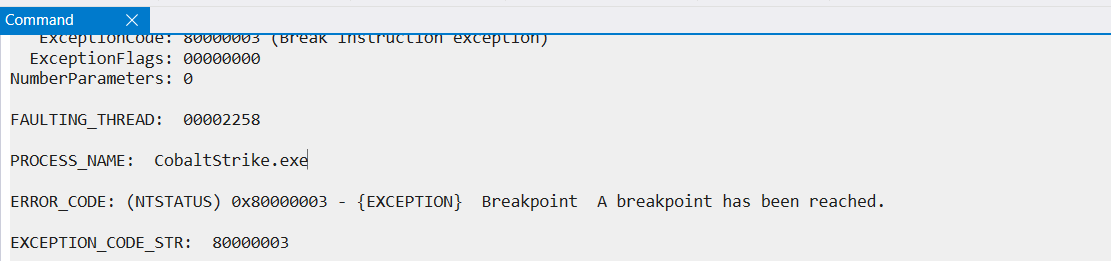 Command
ExceptionCode: 80000003 (Break instruction exception)
ExceptionFlags: 00000000
NumberParameters: 0
FAULTING_THREAD: 00002258
PROCESS_NAME: CobaltStrike.exe
ERROR_CODE: (NTSTATUS) 0x80000003 - {EXCEPTION} Breakpoint A breakpoint has been reached.
EXCEPTION_CODE_STR: 80000003